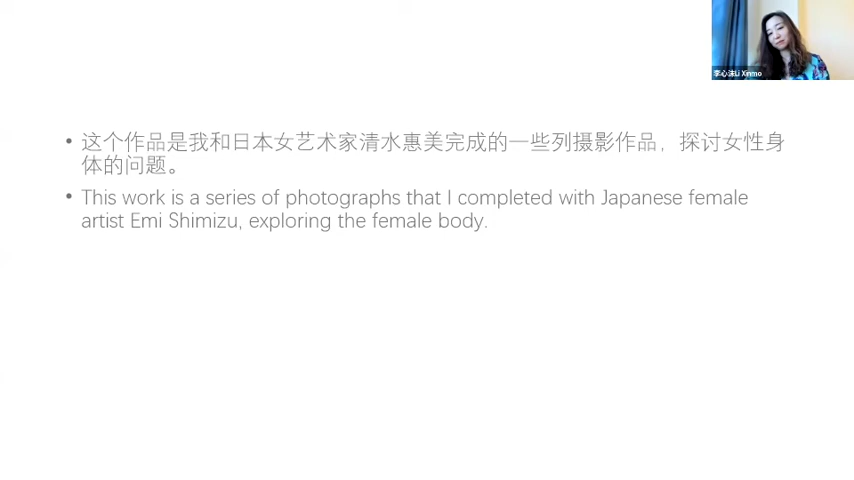 李心沫Li Xinmo
• 这个作品是我和日本女艺术家清水惠美完成的一些列摄影作品，探讨女性身
体的问题。
• This work is a series of photographs that I completed with Japanese female
artist Emi Shimizu, exploring the female body.